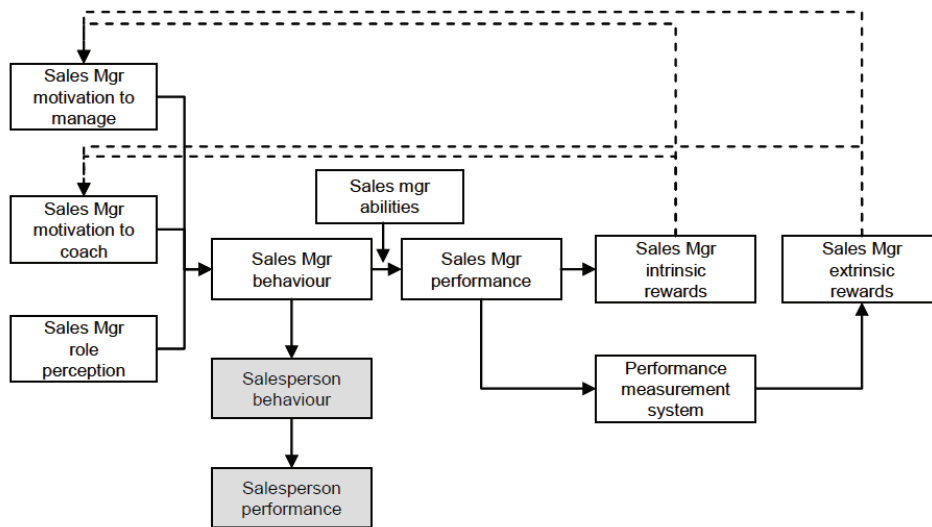 Sales Mgr
motivation to
manage
Sales Mgr
motivation to
coach
Sales Mgr
role
perception
Sales mgr
abilities
Sales Mgr
behaviour
Sales Mgr
performance
Sales Mgr
intrinsic
rewards
Sales Mgr
extrinsic
rewards
Salesperson
behaviour
Performance
measurement
system
Salesperson
performance